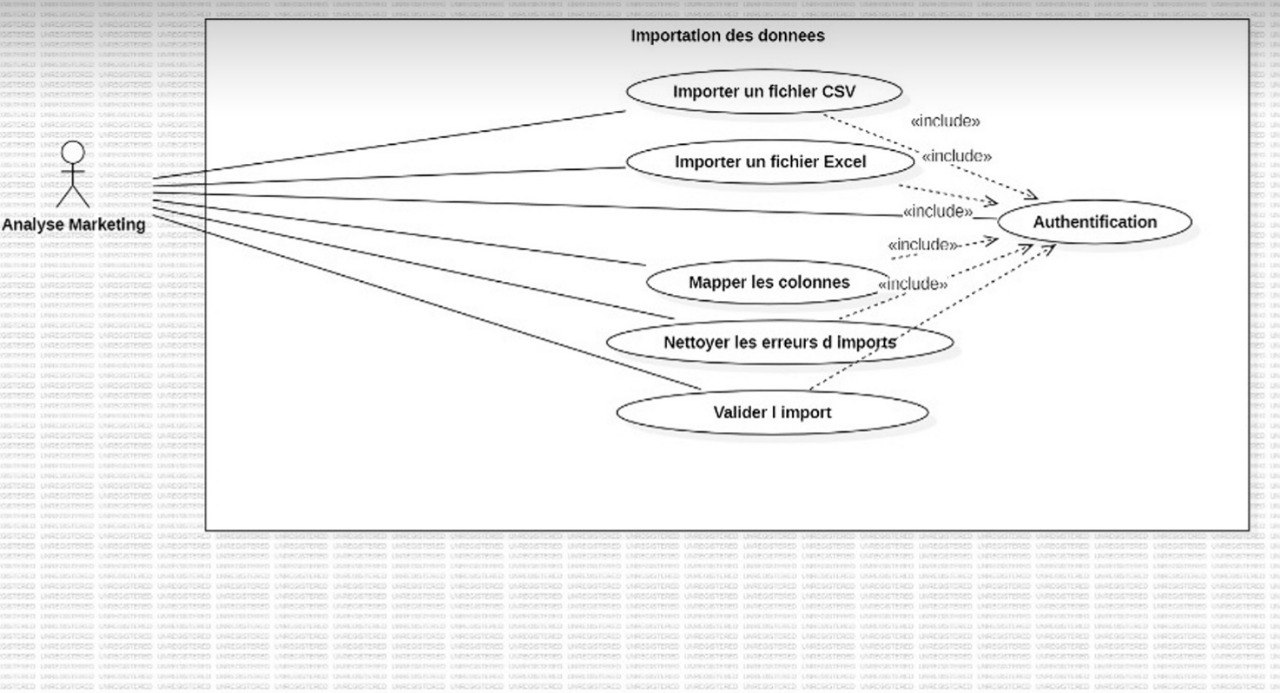 Importation des donnees
Importer un fichier CSV
«include»
Importer un fichier Excel
«include»
«include»
Authentification
Analyse Marketing
«include»
Mapper les colonnes
«include»
Nettoyer les erreurs d imports
Valider l import
UNREGISTERED